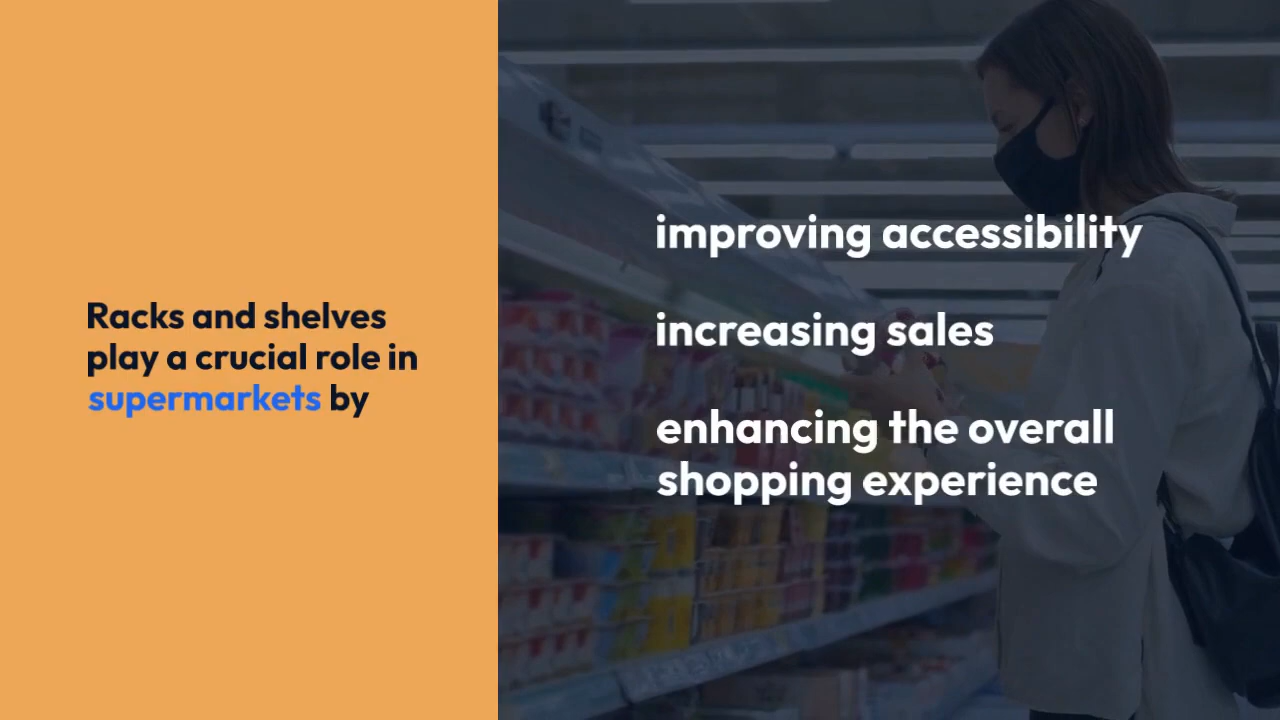 Racks and shelves
play a crucial role in
supermarkets by
improving accessibility
increasing sales
enhancing the overall
shopping experience